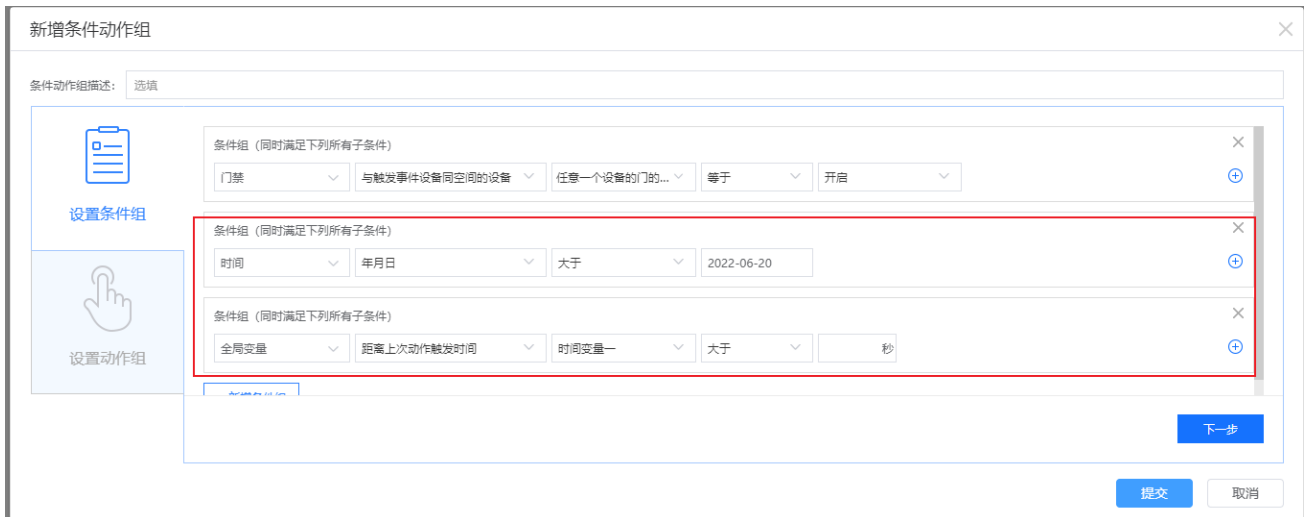 新增条件动作组
条件动作组描述： 选填
设置条件组
设置动作组
条件组（同时满足下列所有子条件）
门禁 与触发事件设备同空间的设备 任意一个设备的门的... 等于 开启
条件组（同时满足下列所有子条件）
时间 年月日 大于 2022-06-20
条件组（同时满足下列所有子条件）
全局变量 距离上次动作触发时间 时间变量一 大于 秒
新增条件组
下一步
提交 取消